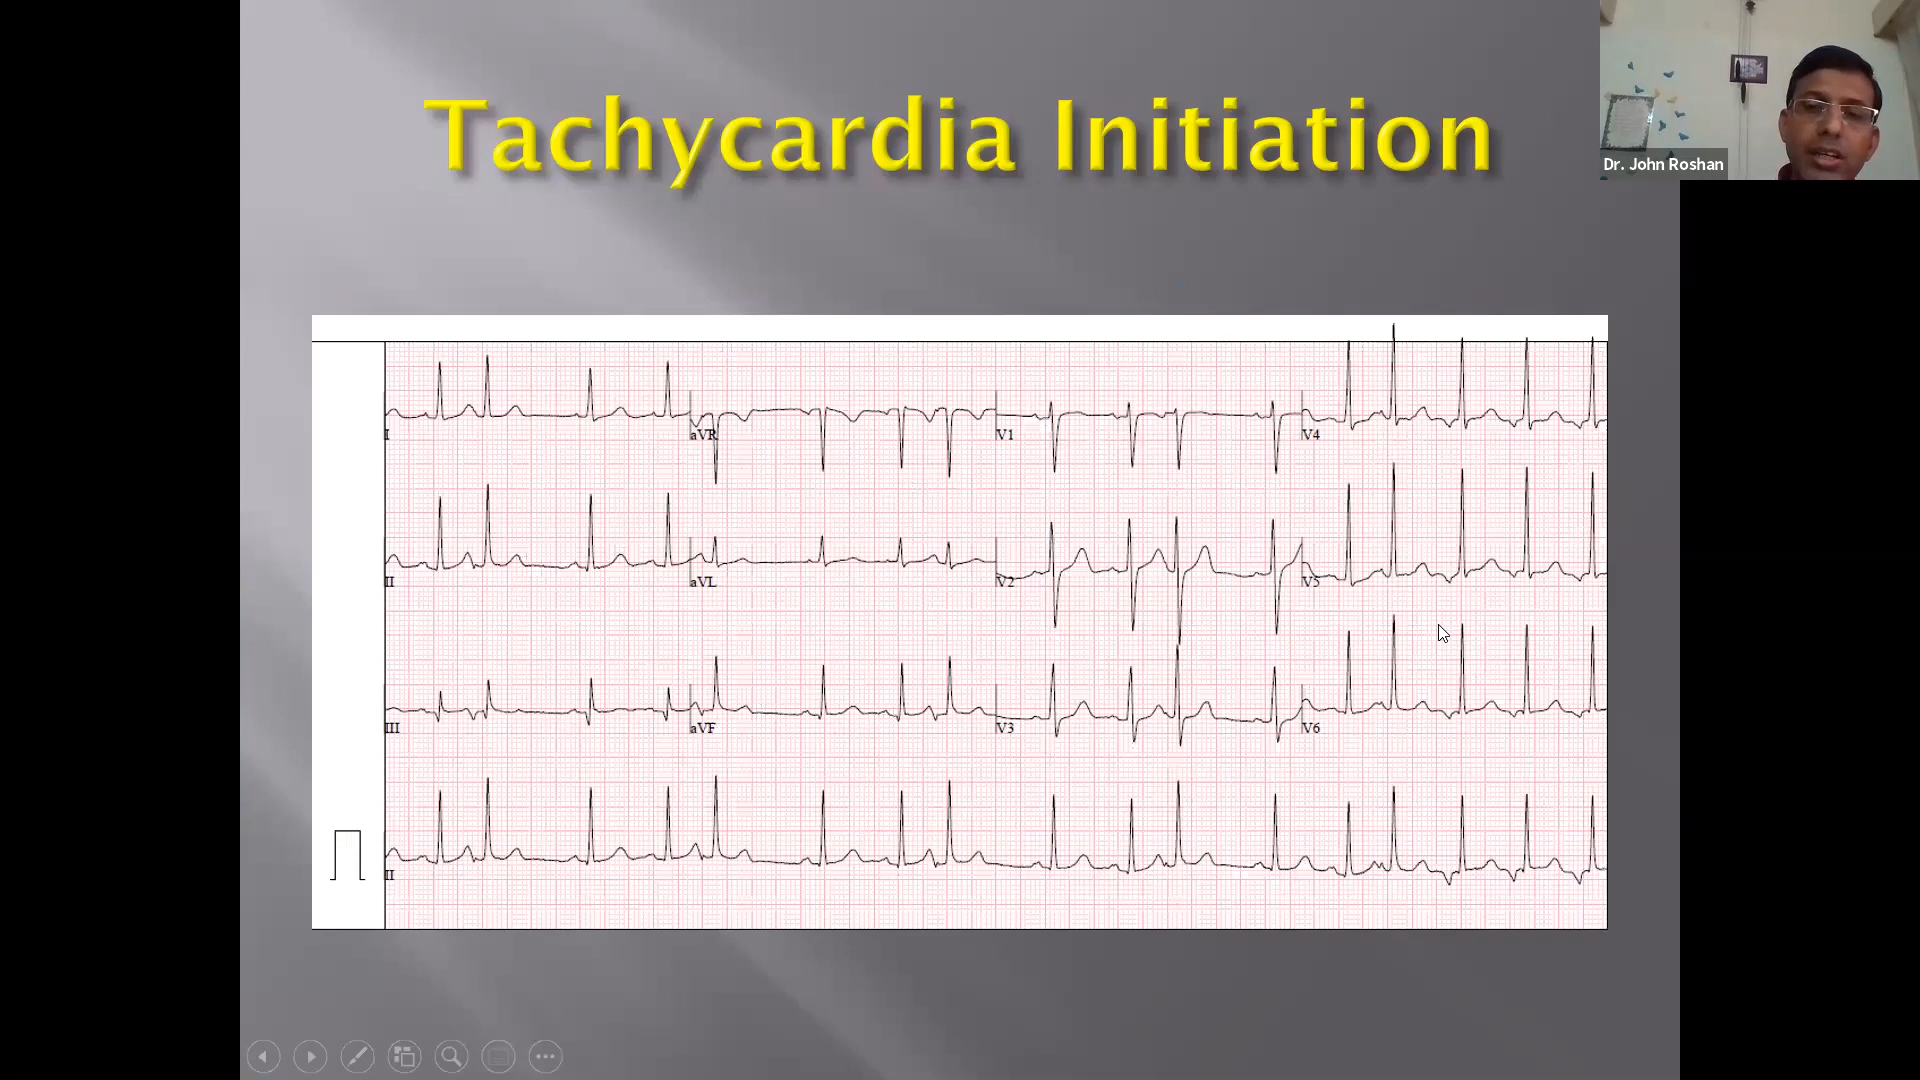 Tachycardia Initiation
Dr. John Roshan
I
aVR
V1
V4
II
aVL
V2
V5
III
aVF
V3
V6
II